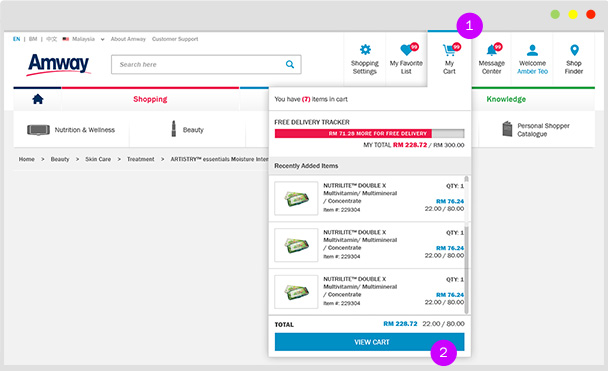 1
EN | BM | 中文 Malaysia About Amway Customer Support
Amway
Search here
Shopping Settings
99
My Favorite List
99
My Cart
99
Message Center
Welcome
Amber Teo
Shop Finder
Shopping
Knowledge
Nutrition & Wellness
Beauty
Personal Shopper Catalogue
Home > Beauty > Skin Care > Treatment > ARTISTRY™ essentials Moisture Inten
You have (7) items in cart
FREE DELIVERY TRACKER
RM 71.28 MORE FOR FREE DELIVERY
MY TOTAL RM 228.72 / RM 300.00
Recently Added Items
NUTRILITE™ DOUBLE X QTY: 1
Multivitamin/ Multimineral
/ Concentrate RM 76.24
Item #: 229304 22.00 / 80.00
NUTRILITE™ DOUBLE X QTY: 1
Multivitamin/ Multimineral
/ Concentrate RM 76.24
Item #: 229304 22.00 / 80.00
NUTRILITE™ DOUBLE X QTY: 1
Multivitamin/ Multimineral
/ Concentrate RM 76.24
Item #: 229304 22.00 / 80.00
TOTAL RM 228.72 22.00 / 80.00
VIEW CART
2